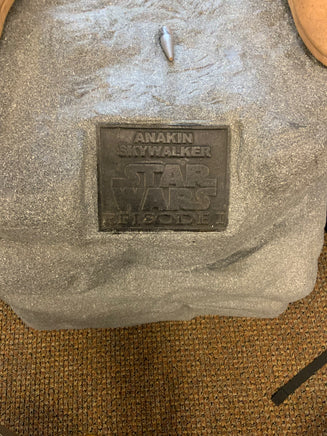 ANAKIN
SKYWALKER
STAR
WARS
EPISODE I